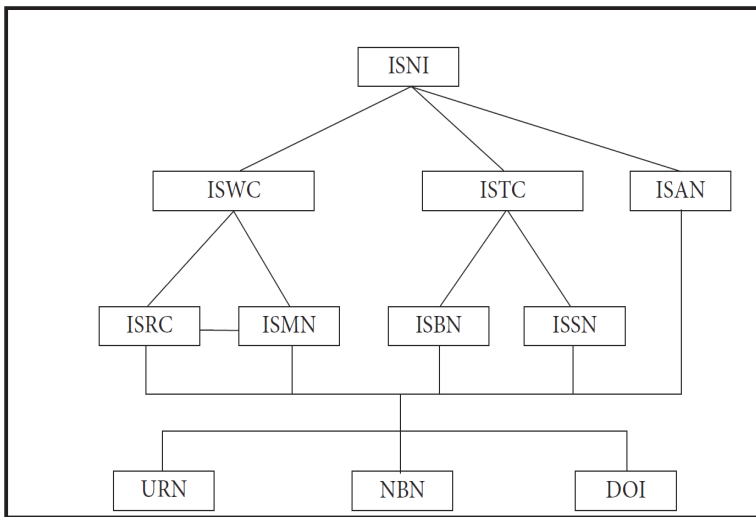 ISNI
ISWC
ISTC
ISAN
ISRC
ISMN
ISBN
ISSN
URN
NBN
DOI